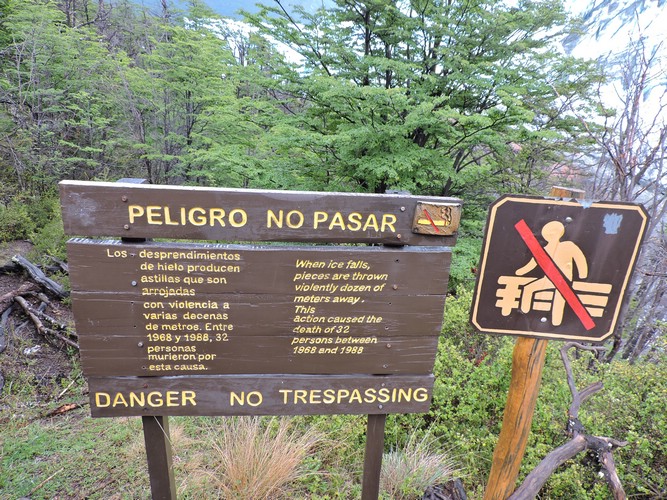 PELIGRO NO PASAR
Los desprendimientos
de hielo producen
astillas que son
arrojadas
con violencia a
varias decenas
de metros. Entre
1968 y 1988, 32
personas
murieron por
esta causa.
When ice falls,
pieces are thrown
violently dozen of
meters away.
This
action caused the
death of 32
persons between
1968 and 1988
DANGER NO TRESPASSING